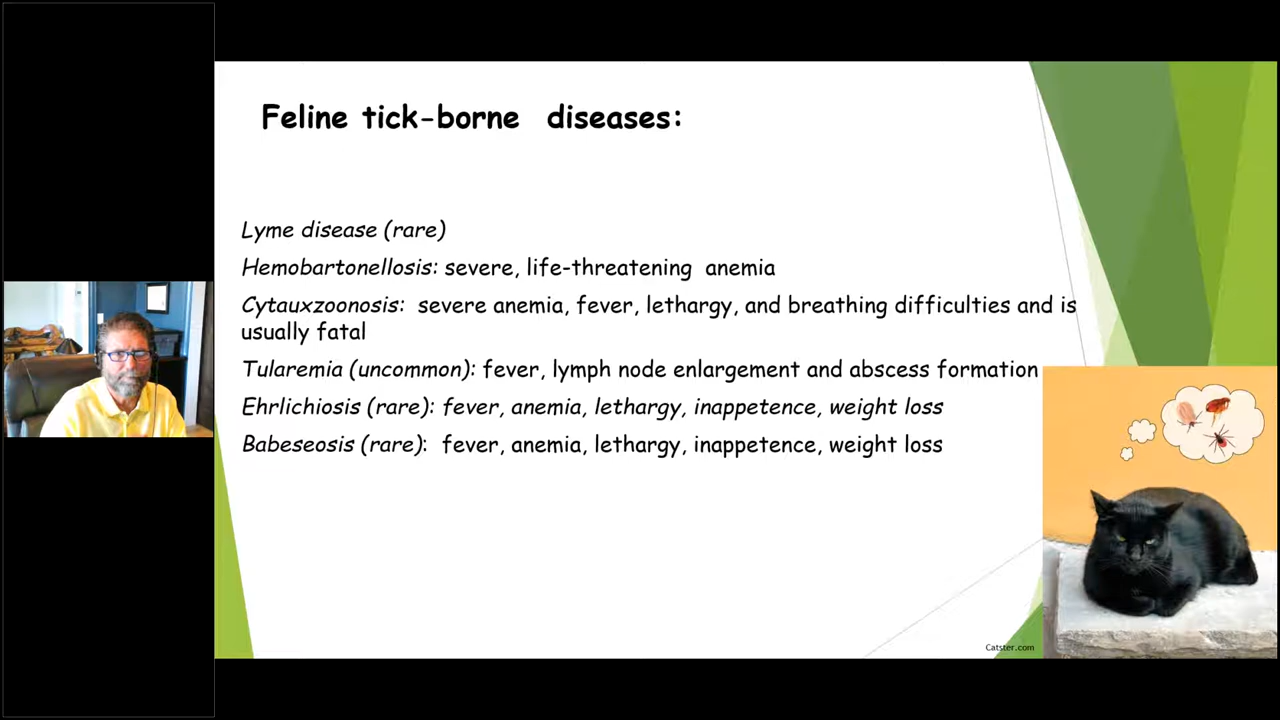 Feline tick-borne diseases:
Lyme disease (rare)
Hemobartonellosis: severe, life-threatening anemia
Cytauxzoonosis: severe anemia, fever, lethargy, and breathing difficulties and is
usually fatal
Tularemia (uncommon): fever, lymph node enlargement and abscess formation
Ehrlichiosis (rare): fever, anemia, lethargy, inappetence, weight loss
Babeseosis (rare): fever, anemia, lethargy, inappetence, weight loss
Catster.com